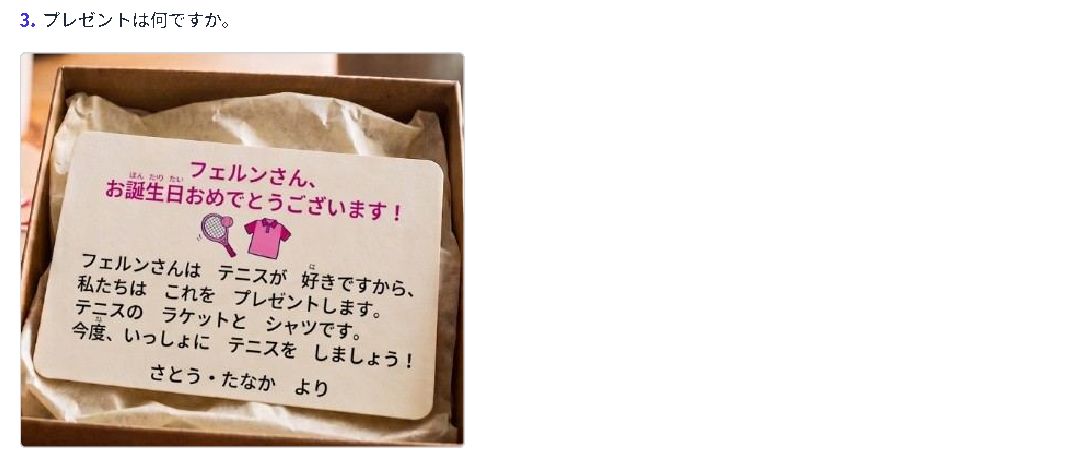 3. プレゼントは何ですか。
フェルンさん、
お誕生日おめでとうございます！
フェルンさんは テニスが 好きですから、
私たちは これを プレゼントします。
テニスの ラケットと シャツです。
今度、いっしょに テニスを しましょう！
さとう・たなか より